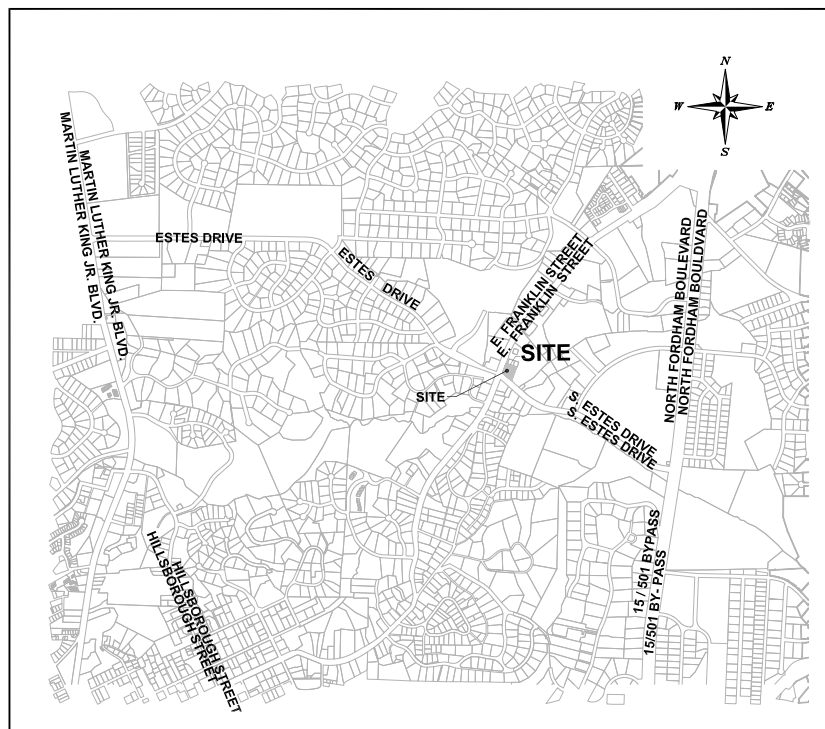 N
W
E
S
MARTIN LUTHER KING JR. BLVD.
MARTIN LUTHER KING JR. BLVD.
ESTES DRIVE
ESTES DRIVE
E. FRANKLIN STREET
E. FRANKLIN STREET
NORTH FORDHAM BOULEVARD
NORTH FORDHAM BOULDVARD
SITE
SITE
S. ESTES DRIVE
S. ESTES DRIVE
15 / 501 BYPASS
15/501 BY- PASS
HILLSBOROUGH STREET
HILLSBOROUGH STREET